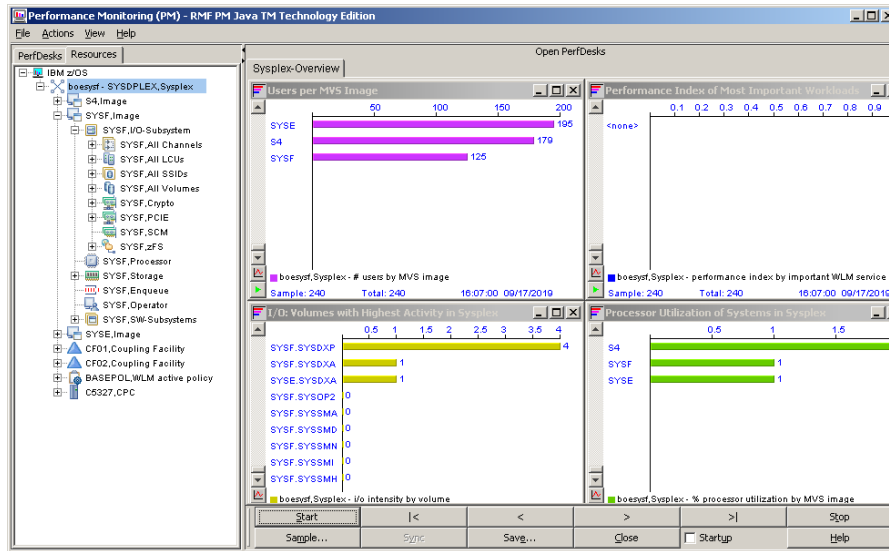 Performance Monitoring (PM) - RMF PM Java TM Technology Edition
File Actions View Help
PerfDesks Resources
IBM z/OS
boesysf - SYSDPLEX,Sysplex
S4,Image
SYSF,Image
SYSF,I/O-Subsystem
SYSF,All Channels
SYSF,All LCUs
SYSF,All SSIDs
SYSF,All Volumes
SYSF,Crypto
SYSF,PCIE
SYSF,SCM
SYSF,zFS
SYSF,Processor
SYSF,Storage
SYSF,Enqueue
SYSF,Operator
SYSF,SW-Subsystems
SYSE,Image
CF01,Coupling Facility
CF02,Coupling Facility
BASEPOL,WLM active policy
C5327,CPC
Open PerfDesks
Sysplex-Overview
Users per MVS Image
50 100 150 200
SYSE 195
S4 179
SYSF 125
boesysf,Sysplex - # users by MVS image
Sample: 240 Total: 240 16:07:00 09/17/2019
Performance Index of Most Important Workloads
0.1 0.2 0.3 0.4 0.5 0.6 0.7 0.8 0.9
<none>
boesysf,Sysplex - performance index by important WLM service
Sample: 240 Total: 240 16:07:00 09/17/2019
I/O: Volumes with Highest Activity in Sysplex
0.5 1 1.5 2 2.5 3 3.5 4
SYSF.SYSDXP 4
SYSF.SYSDXA 1
SYSE.SYSDXA 1
SYSF.SYSOP2 0
SYSF.SYSSMA 0
SYSF.SYSSMD 0
SYSF.SYSSMN 0
SYSF.SYSSMI 0
SYSF.SYSSMH 0
boesysf,Sysplex - i/o intensity by volume
Processor Utilization of Systems in Sysplex
0.5 1 1.5
S4
SYSF 1
SYSE 1
boesysf,Sysplex - % processor utilization by MVS image
Start |< < > >| Stop
Sample... Sync Save... Close Startup Help